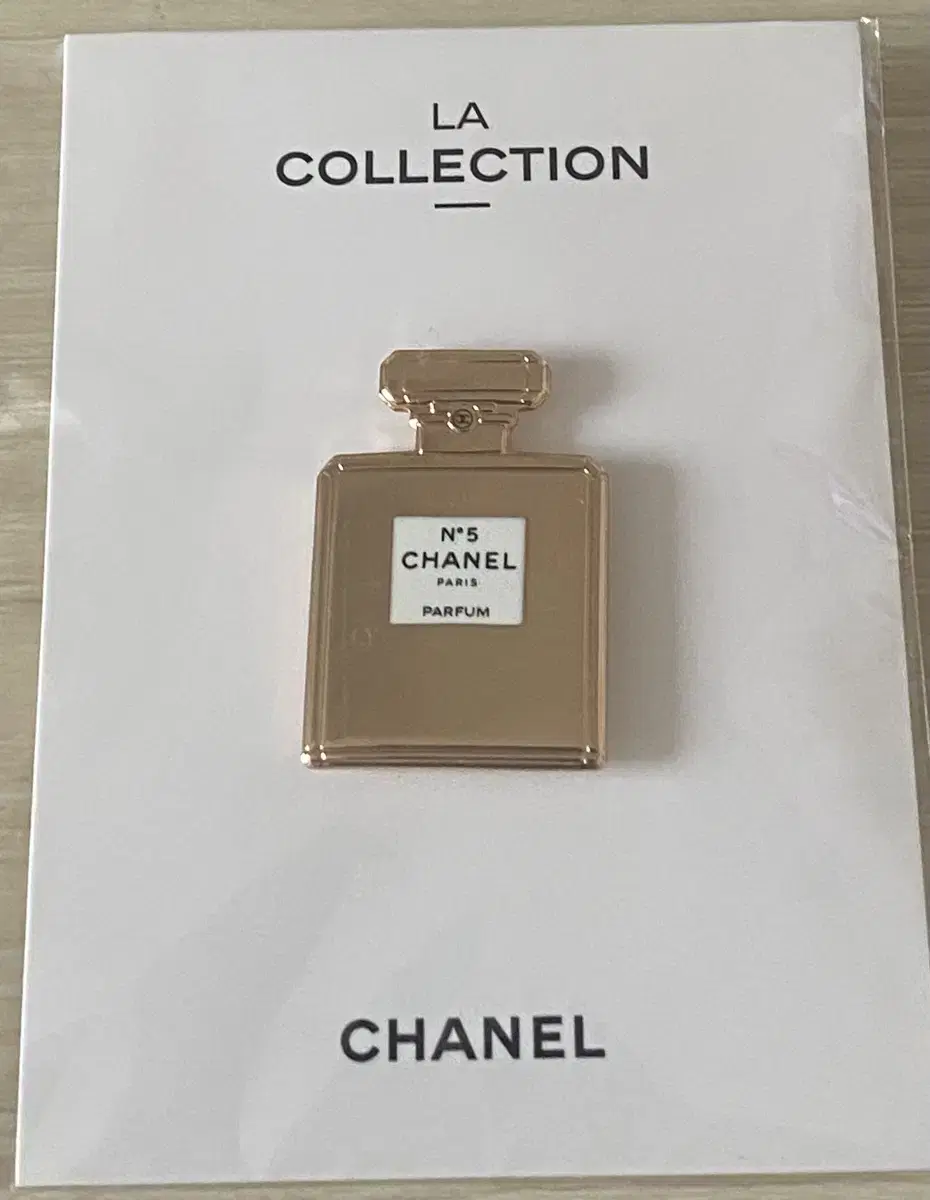 LA
COLLECTION
N°5
CHANEL
PARIS
PARFUM
CHANEL